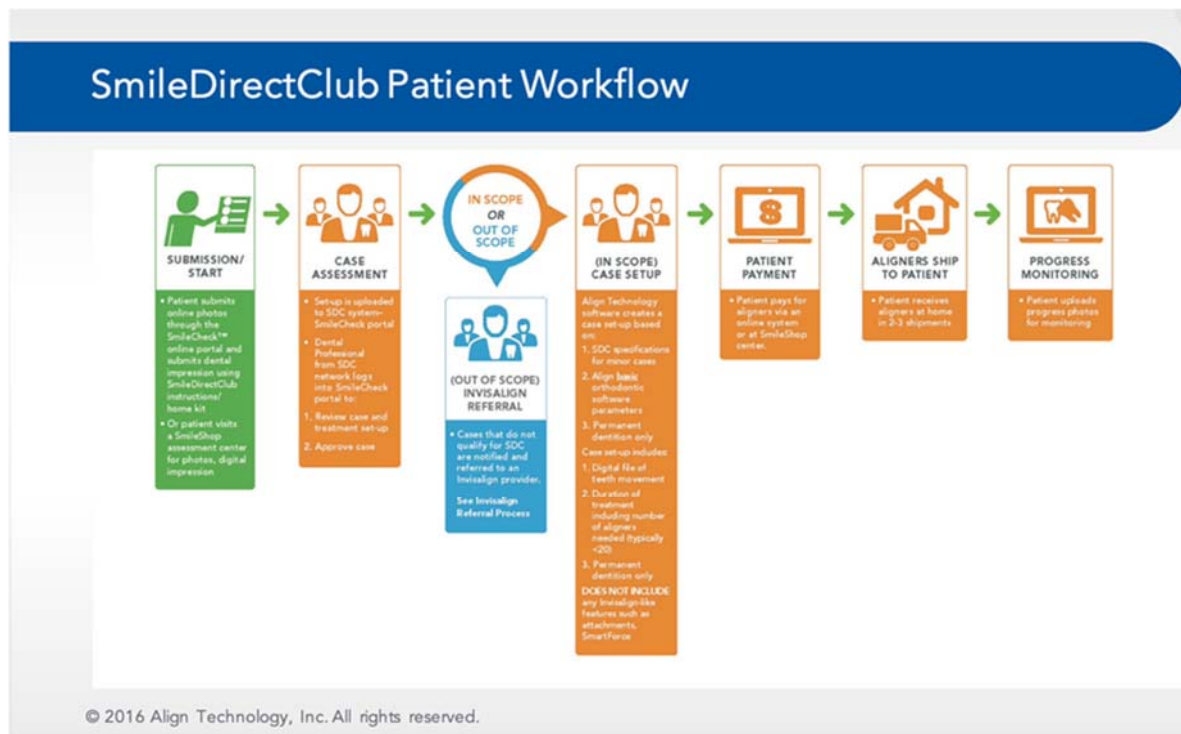 SmileDirectClub Patient Workflow
SUBMISSION/
START
• Patient submits
online photos
through the
SmileCheck™
online portal and
submits dental
impression using
SmileDirectClub
instructions/
home kit
• Or patient visits
a SmileShop
assessment center
for photos, digital
impression
CASE
ASSESSMENT
• Set-up is uploaded
to SDC system–
SmileCheck portal
• Dental
Professional
from SDC
network logs
into SmileCheck
portal to:
1. Review case and
treatment set-up
2. Approve case
IN SCOPE
OR
OUT OF
SCOPE
(OUT OF SCOPE)
INVISALIGN
REFERRAL
• Cases that do not
qualify for SDC
are notified and
referred to an
Invisalign provider.
See Invisalign
Referral Process
(IN SCOPE)
CASE SETUP
Align Technology
software creates a
case set-up based
on:
1. SDC specifications
for minor cases
2. Align basic
orthodontic
software
parameters
3. Permanent
dentition only
Case set-up includes:
1. Digital file of
teeth movement
2. Duration of
treatment
including number
of aligners
needed (typically
<20)
3. Permanent
dentition only
DOES NOT INCLUDE
any Invisalign-like
features such as
attachments,
SmartForce
$
PATIENT
PAYMENT
• Patient pays for
aligners via an
online system
or at SmileShop
center.
ALIGNERS SHIP
TO PATIENT
• Patient receives
aligners at home
in 2-3 shipments
PROGRESS
MONITORING
• Patient uploads
progress photos
for monitoring
© 2016 Align Technology, Inc. All rights reserved.